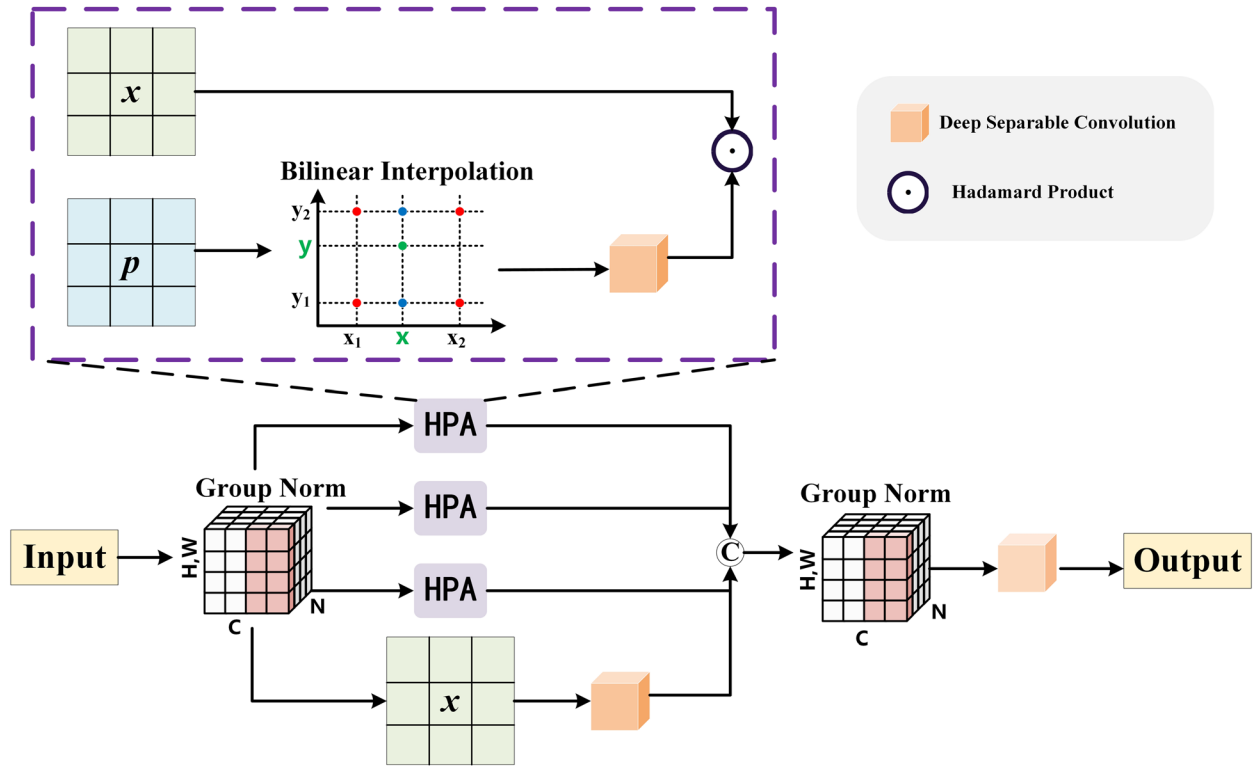 x
Deep Separable Convolution
Bilinear Interpolation
Hadamard Product
y2
p
y
y1
x1 x x2
HPA
Group Norm
HPA
Group Norm
Input
H,W
C
H,W
Output
HPA
N
N
C
C
x